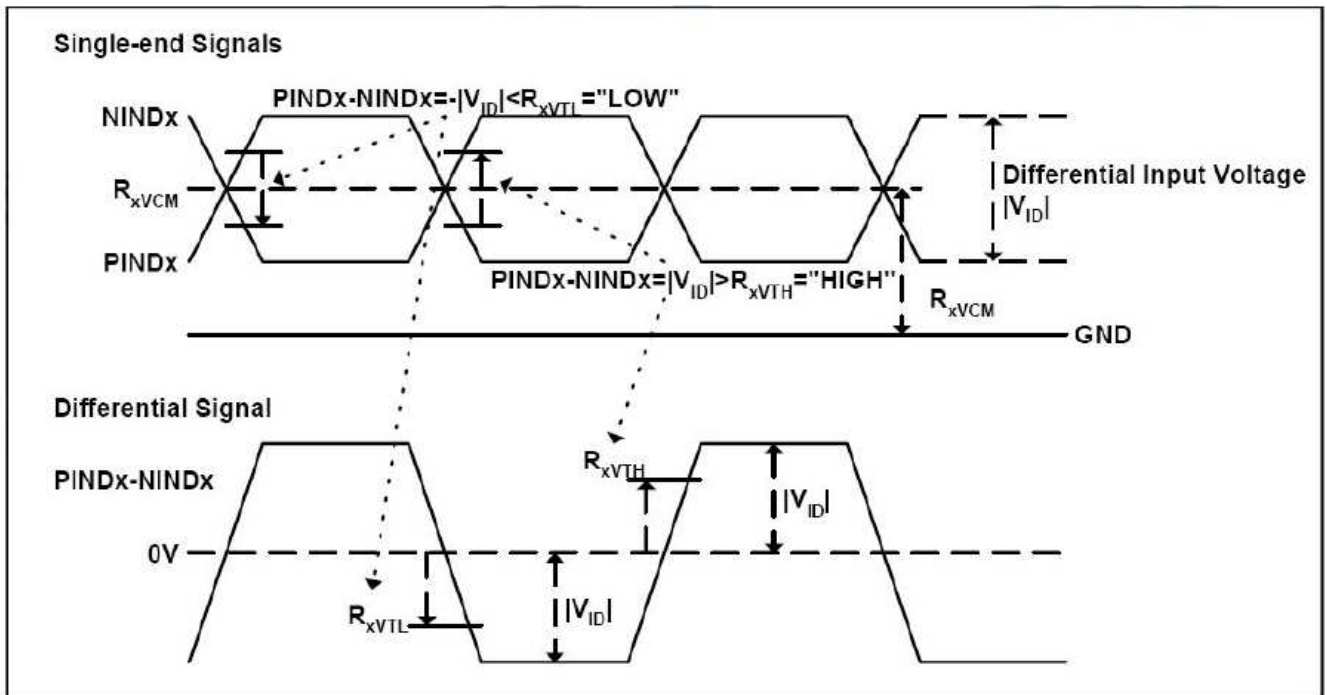 Single-end Signals
PINDx-NINDx=-|VID|<RxVTL="LOW"
NINDx
RxVCM
Differential Input Voltage
|VID|
PINDx
PINDx-NINDx=|VID|>RxVTH="HIGH"
RxVCM
GND
Differential Signal
PINDx-NINDx
RxVTH
|VID|
0V
RxVTL
|VID|